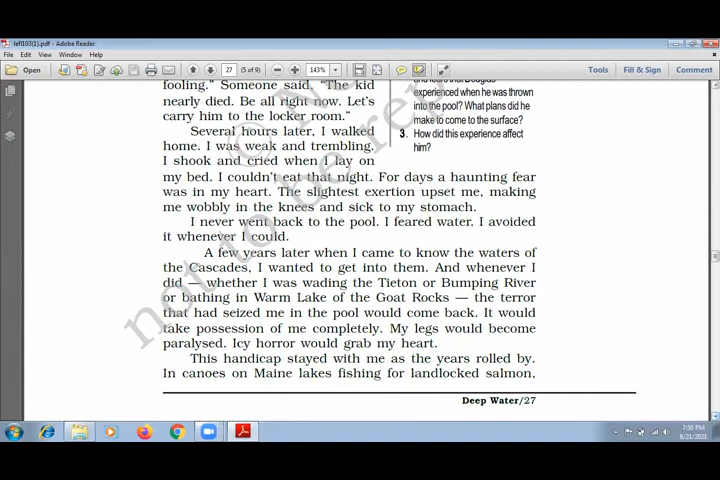 lefl103(1).pdf - Adobe Reader
File Edit View Window Help
Open
27
(5 of 9)
143%
Tools
Fill & Sign
Comment
fooling." Someone said, "The kid
nearly died. Be all right now. Let's
carry him to the locker room."
Several hours later, I walked
home. I was weak and trembling.
I shook and cried when I lay on
my bed. I couldn't eat that night. For days a haunting fear
was in my heart. The slightest exertion upset me, making
me wobbly in the knees and sick to my stomach.
I never went back to the pool. I feared water. I avoided
it whenever I could.
A few years later when I came to know the waters of
the Cascades, I wanted to get into them. And whenever I
did — whether I was wading the Tieton or Bumping River
or bathing in Warm Lake of the Goat Rocks — the terror
that had seized me in the pool would come back. It would
take possession of me completely. My legs would become
paralysed. Icy horror would grab my heart.
This handicap stayed with me as the years rolled by.
In canoes on Maine lakes fishing for landlocked salmon,
experienced when he was thrown
into the pool? What plans did he
make to come to the surface?
3. How did this experience affect
him?
not to be rep
Deep Water/27
7:50 PM
8/21/2021